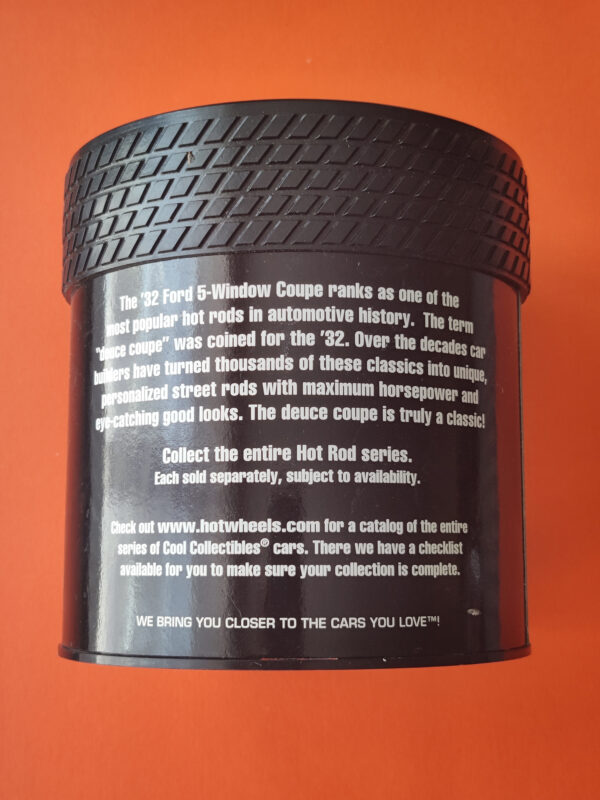 The '32 Ford 5-Window Coupe ranks as one of the
most popular hot rods in automotive history. The term
"deuce coupe" was coined for the '32. Over the decades car
builders have turned thousands of these classics into unique,
personalized street rods with maximum horsepower and
eye-catching good looks. The deuce coupe is truly a classic!
Collect the entire Hot Rod series.
Each sold separately, subject to availability.
Check out www.hotwheels.com for a catalog of the entire
series of Cool Collectibles® cars. There we have a checklist
available for you to make sure your collection is complete.
WE BRING YOU CLOSER TO THE CARS YOU LOVE™!